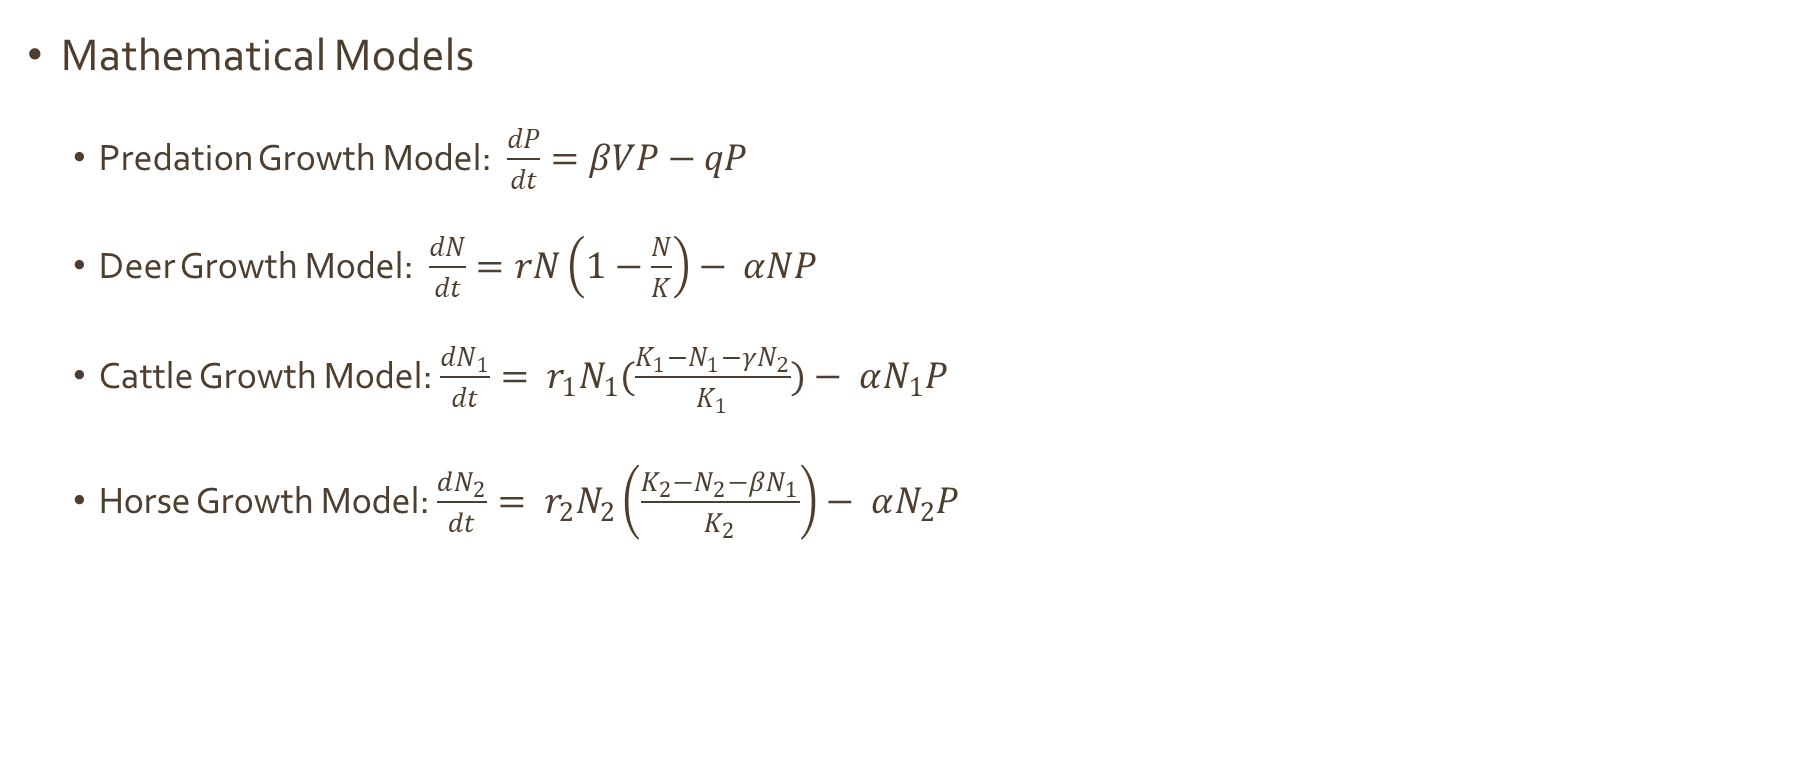 • Mathematical Models
• Predation Growth Model: dP/dt = βVP − qP
• Deer Growth Model: dN/dt = rN(1 − N/K) − αNP
• Cattle Growth Model: dN₁/dt = r₁N₁((K₁−N₁−γN₂)/K₁) − αN₁P
• Horse Growth Model: dN₂/dt = r₂N₂((K₂−N₂−βN₁)/K₂) − αN₂P